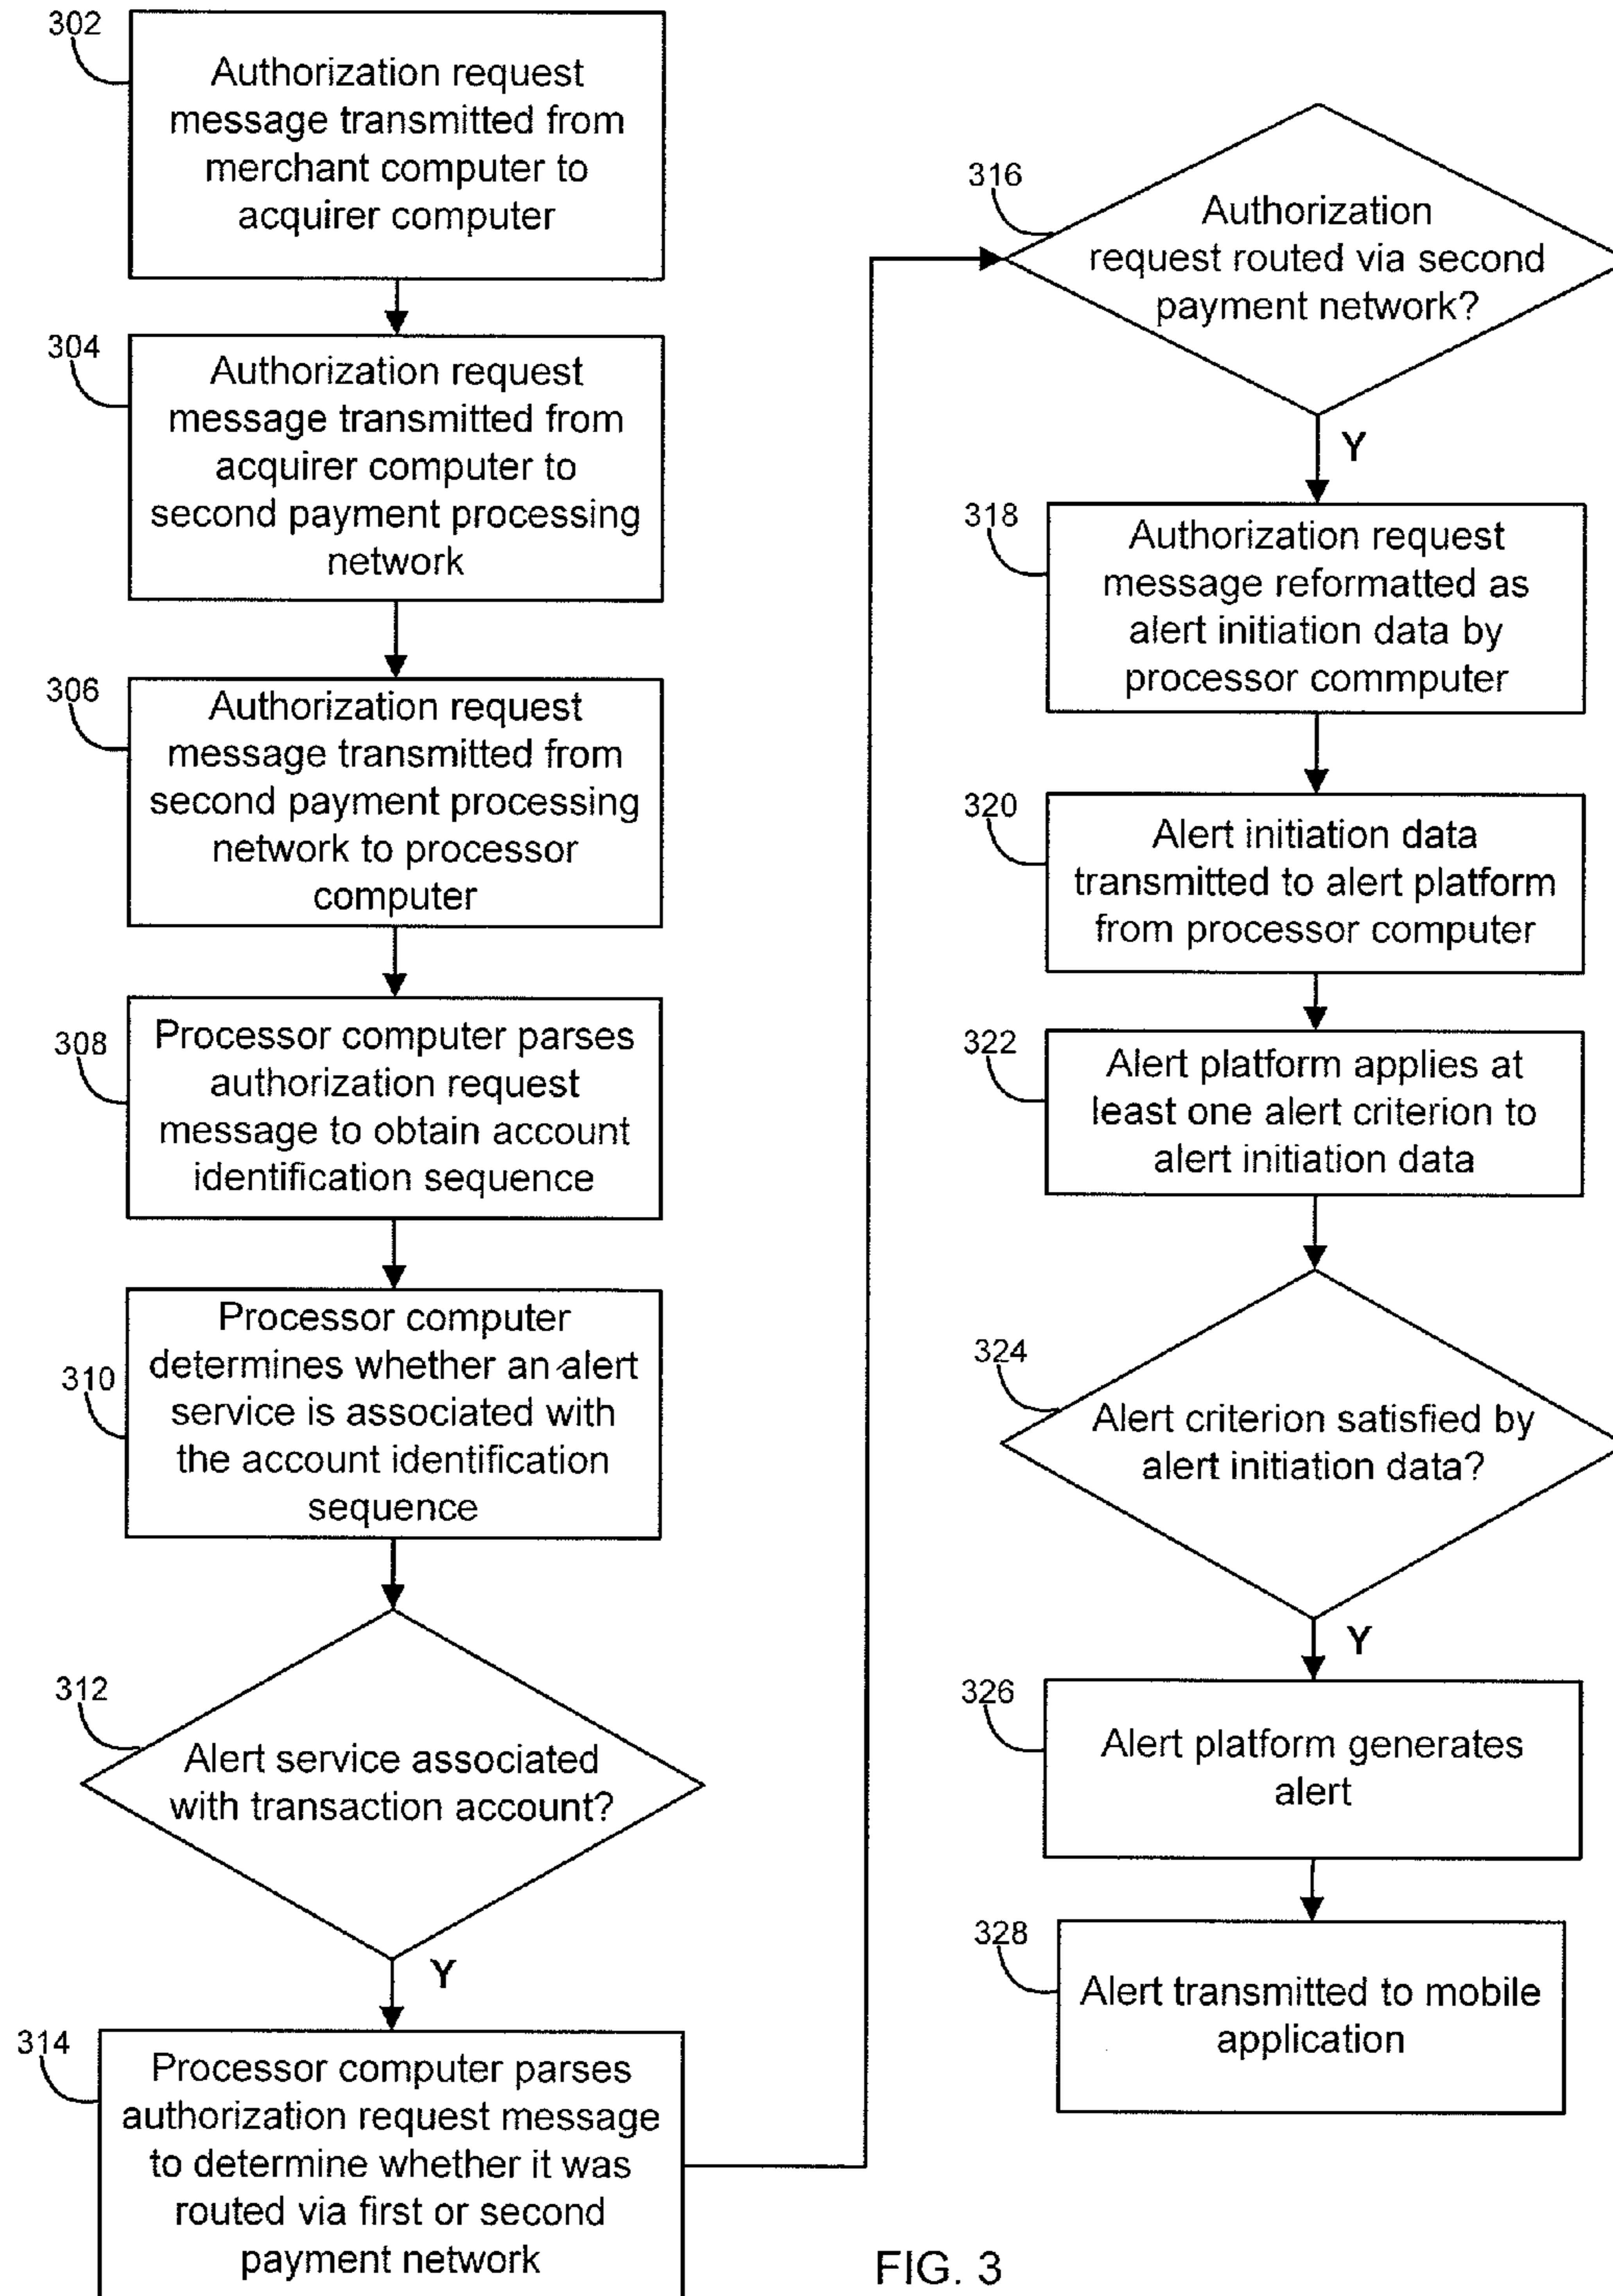 302
Authorization request
message transmitted from
merchant computer to
acquirer computer
304
Authorization request
message transmitted from
acquirer computer to
second payment processing
network
306
Authorization request
message transmitted from
second payment processing
network to processor
computer
308
Processor computer parses
authorization request
message to obtain account
identification sequence
310
Processor computer
determines whether an alert
service is associated with
the account identification
sequence
312
Alert service associated
with transaction account?
Y
314
Processor computer parses
authorization request message
to determine whether it was
routed via first or second
payment network
316
Authorization
request routed via second
payment network?
Y
318
Authorization request
message reformatted as
alert initiation data by
processor commputer
320
Alert initiation data
transmitted to alert platform
from processor computer
322
Alert platform applies at
least one alert criterion to
alert initiation data
324
Alert criterion satisfied by
alert initiation data?
Y
326
Alert platform generates
alert
328
Alert transmitted to mobile
application
FIG. 3